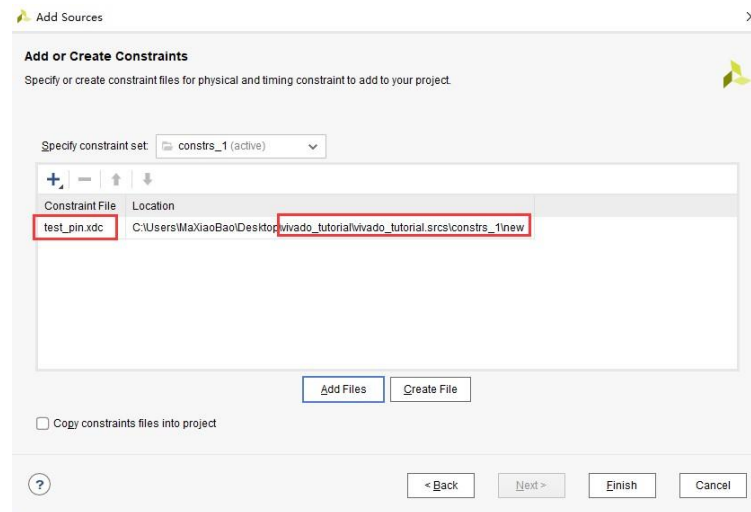 Add Sources
Add or Create Constraints
Specify or create constraint files for physical and timing constraint to add to your project.
Specify constraint set: constrs_1 (active)
Constraint File Location
test_pin.xdc C:\Users\MaXiaoBao\Desktop\vivado_tutorial\vivado_tutorial.srcs\constrs_1\new
Add Files Create File
Copy constraints files into project
? < Back Next > Finish Cancel